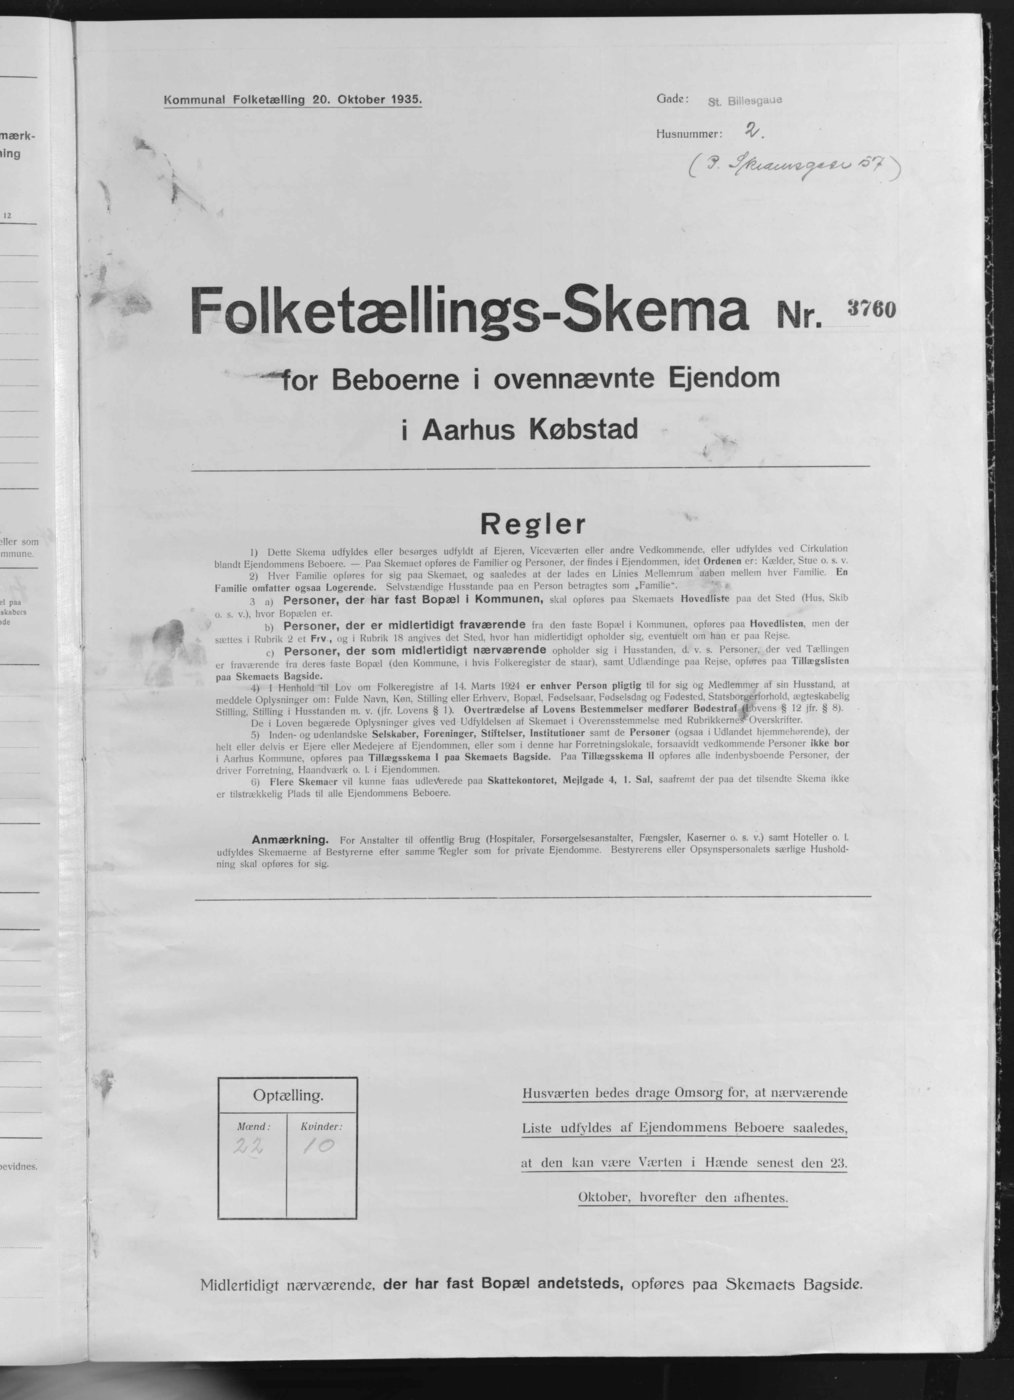 Kommunal Folketælling 20. Oktober 1935.
Gade: St. Billesgade
Husnummer: 2.
(P. Skramsgade 57)
Folketællings-Skema Nr. 3760
for Beboerne i ovennævnte Ejendom
i Aarhus Købstad
Regler
1) Dette Skema udfyldes eller besørges udfyldt af Ejeren, Viceværten eller andre Vedkommende, eller udfyldes ved Cirkulation
blandt Ejendommens Beboere. — Paa Skemaet opføres de Familier og Personer, der findes i Ejendommen, idet Ordenen er: Kælder, Stue o. s. v.
2) Hver Familie opføres for sig paa Skemaet, og saaledes at der lades en Linies Mellemrum aaben mellem hver Familie. En
Familie omfatter ogsaa Logerende. Selvstændige Husstande paa en Person betragtes som „Familie“.
3 a) Personer, der har fast Bopæl i Kommunen, skal opføres paa Skemaets Hovedliste paa det Sted (Hus, Skib
o. s. v.), hvor Bopælen er.
b) Personer, der er midlertidigt fraværende fra den faste Bopæl i Kommunen, opføres paa Hovedlisten, men der
sættes i Rubrik 2 et Frv., og i Rubrik 18 angives det Sted, hvor han midlertidigt opholder sig, eventuelt om han er paa Rejse.
c) Personer, der som midlertidigt nærværende opholder sig i Husstanden, d. v. s. Personer, der ved Tællingen
er fraværende fra deres faste Bopæl (den Kommune, i hvis Folkeregister de staar), samt Udlændinge paa Rejse, opføres paa Tillægslisten
paa Skemaets Bagside.
4) I Henhold til Lov om Folkeregistre af 14. Marts 1924 er enhver Person pligtig til for sig og Medlemmer af sin Husstand, at
meddele Oplysninger om: Fulde Navn, Køn, Stilling eller Erhverv, Bopæl, Fødselsaar, Fødselsdag og Fødested, Statsborgerforhold, ægteskabelig
Stilling, Stilling i Husstanden m. v. (jfr. Lovens § 1). Overtrædelse af Lovens Bestemmelser medfører Bødestraf (Lovens § 12 jfr. § 8).
De i Loven begærede Oplysninger gives ved Udfyldelsen af Skemaet i Overensstemmelse med Rubrikkernes Overskrifter.
5) Inden- og udenlandske Selskaber, Foreninger, Stiftelser, Institutioner samt de Personer (ogsaa i Udlandet hjemmehørende), der
helt eller delvis er Ejere eller Medejere af Ejendommen, eller som i denne har Forretningslokale, forsaavidt vedkommende Personer ikke bor
i Aarhus Kommune, opføres paa Tillægsskema I paa Skemaets Bagside. Paa Tillægsskema II opføres alle indenbysboende Personer, der
driver Forretning, Haandværk o. l. i Ejendommen.
6) Flere Skemaer vil kunne faas udleverede paa Skattekontoret, Mejlgade 4, 1. Sal, saafremt der paa det tilsendte Skema ikke
er tilstrækkelig Plads til alle Ejendommens Beboere.
Anmærkning. For Anstalter til offentlig Brug (Hospitaler, Forsørgelsesanstalter, Fængsler, Kaserner o. s. v.) samt Hoteller o. l.
udfyldes Skemaerne af Bestyrerne efter samme Regler som for private Ejendomme. Bestyrerens eller Opsynspersonalets særlige Hushold-
ning skal opføres for sig.
Optælling.
Mænd: Kvinder:
22 10
Husværten bedes drage Omsorg for, at nærværende
Liste udfyldes af Ejendommens Beboere saaledes,
at den kan være Værten i Hænde senest den 23.
Oktober, hvorefter den afhentes.
Midlertidigt nærværende, der har fast Bopæl andetsteds, opføres paa Skemaets Bagside.